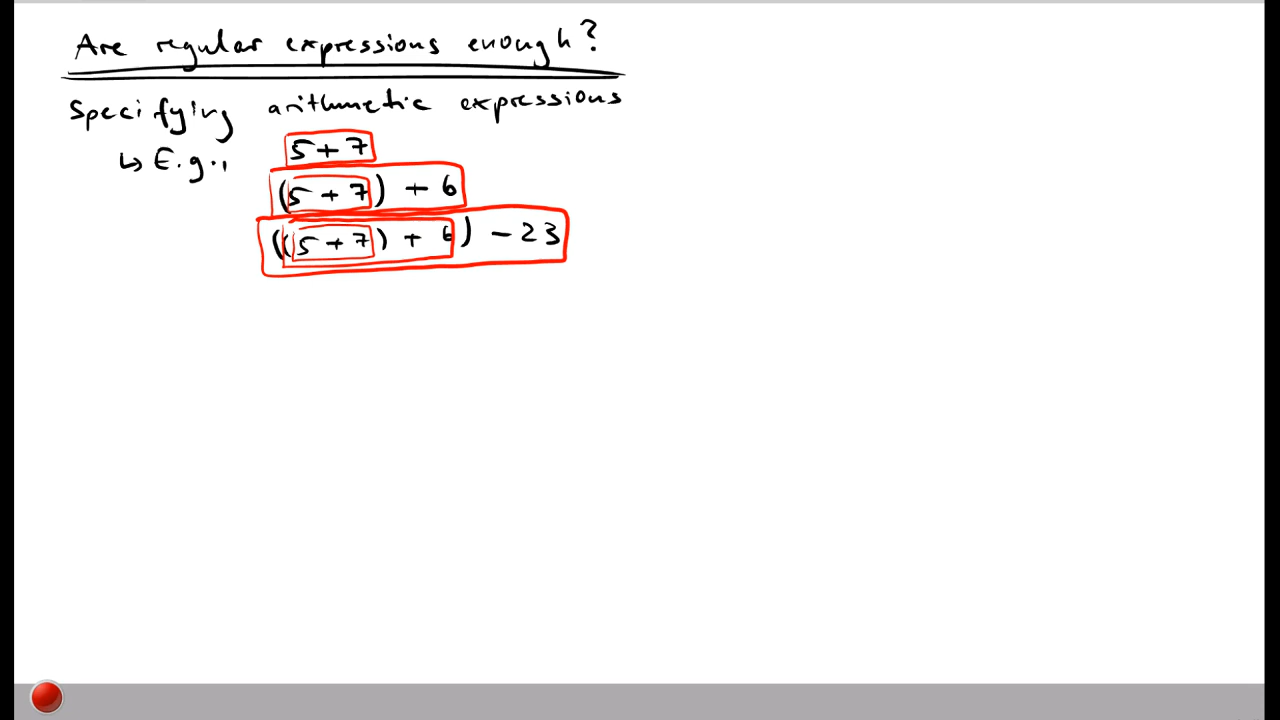 Are regular expressions enough?
Specifying arithmetic expressions
↳ E.g.,
5 + 7
(5 + 7) + 6
((5 + 7) + 6) - 23